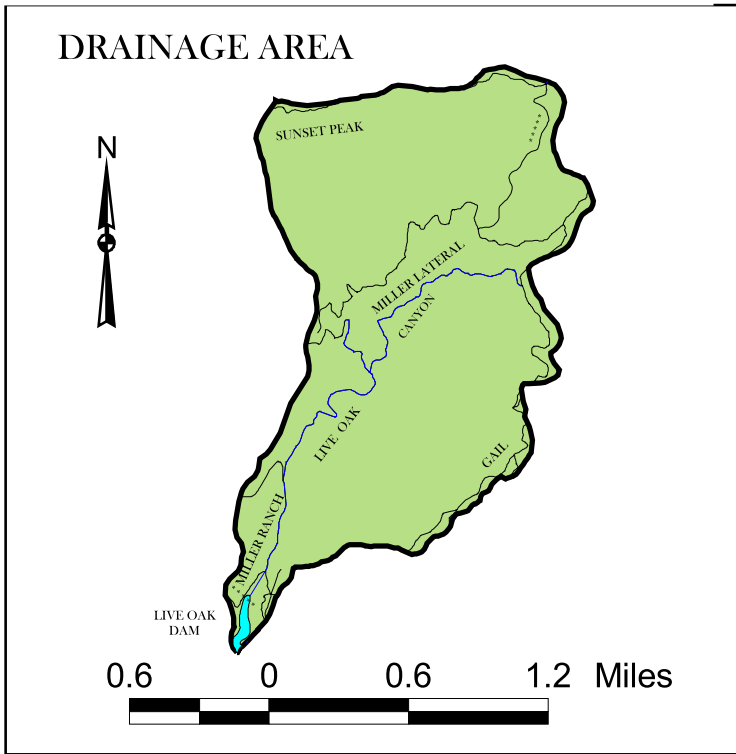 DRAINAGE AREA
N
SUNSET PEAK
MILLER LATERAL
CANYON
LIVE OAK
GAIL
MILLER RANCH
LIVE OAK
DAM
0.6 0 0.6 1.2 Miles